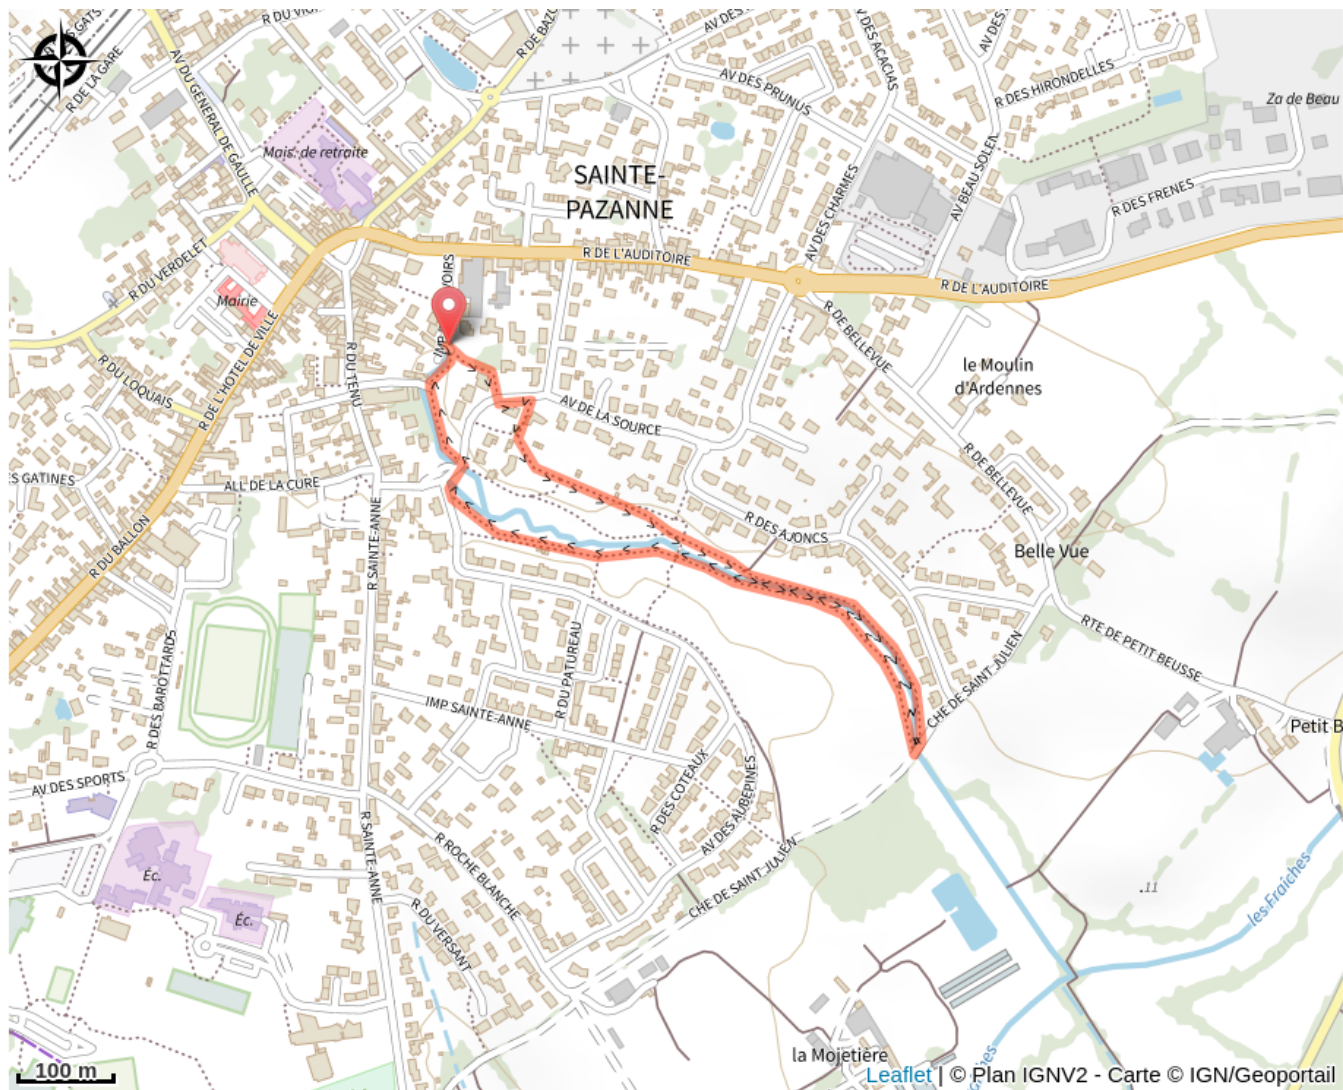 R DE LA GARE
AV DU GENERAL DE GAULLE
AV DES PRUNUS
AV DES ACACIAS
R DES HIRONDELLES
Za de Beau
Mais. de retraite
SAINTE-
PAZANNE
AV DES CHARMES
AV BEAU SOLEIL
R DES FRENES
R DU VERDELET
R DE L'AUDITOIRE
R DE L'AUDITOIRE
Mairie
R DE L'HOTEL DE VILLE
R DU LOQUAIS
R DU TENU
R DE BELLEVUE
le Moulin
d'Ardennes
AV DE LA SOURCE
R DE BELLEVUE
ALL DE LA CURE
R DU BALLON
R SAINTE-ANNE
R DES AJONCS
Belle Vue
RTE DE PETIT BEUSSE
R DES BAROTTARDS
R DU PATUREAU
IMP SAINTE-ANNE
CHE DE SAINT JULIEN
Petit B
AV DES SPORTS
R DES COTEAUX
AV DES AUBEPINES
R SAINTE-ANNE
R ROCHE BLANCHE
CHE DE SAINT JULIEN
Éc.
Éc.
.11
les Fraiches
R DU VERSANT
la Mojetière
100 m
Leaflet | © Plan IGNV2 - Carte © IGN/Geoportail